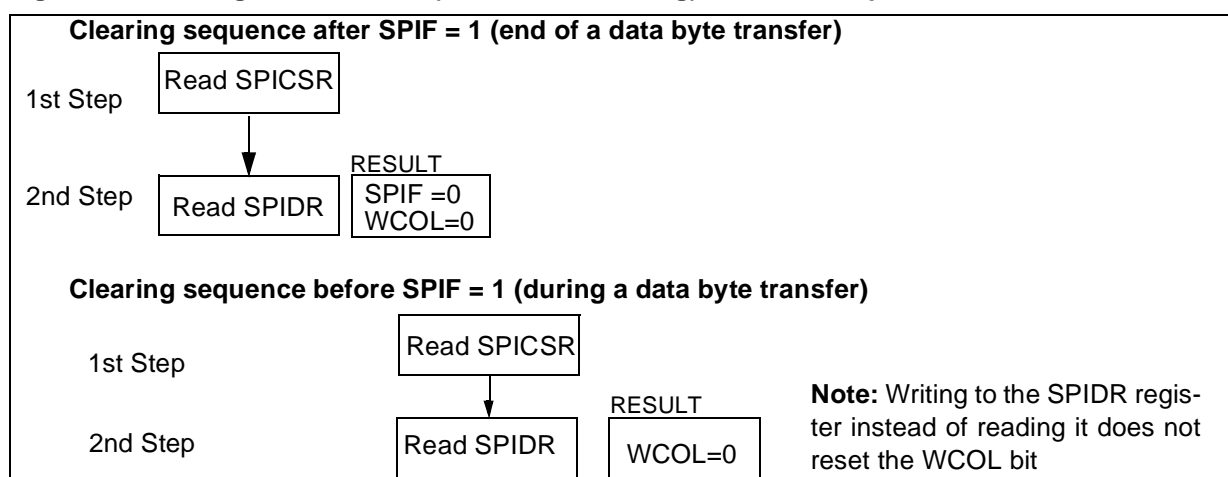 Clearing sequence after SPIF = 1 (end of a data byte transfer)
1st Step
Read SPICSR
2nd Step
Read SPIDR
RESULT
SPIF =0
WCOL=0
Clearing sequence before SPIF = 1 (during a data byte transfer)
1st Step
Read SPICSR
2nd Step
Read SPIDR
RESULT
WCOL=0
Note: Writing to the SPIDR regis-
ter instead of reading it does not
reset the WCOL bit